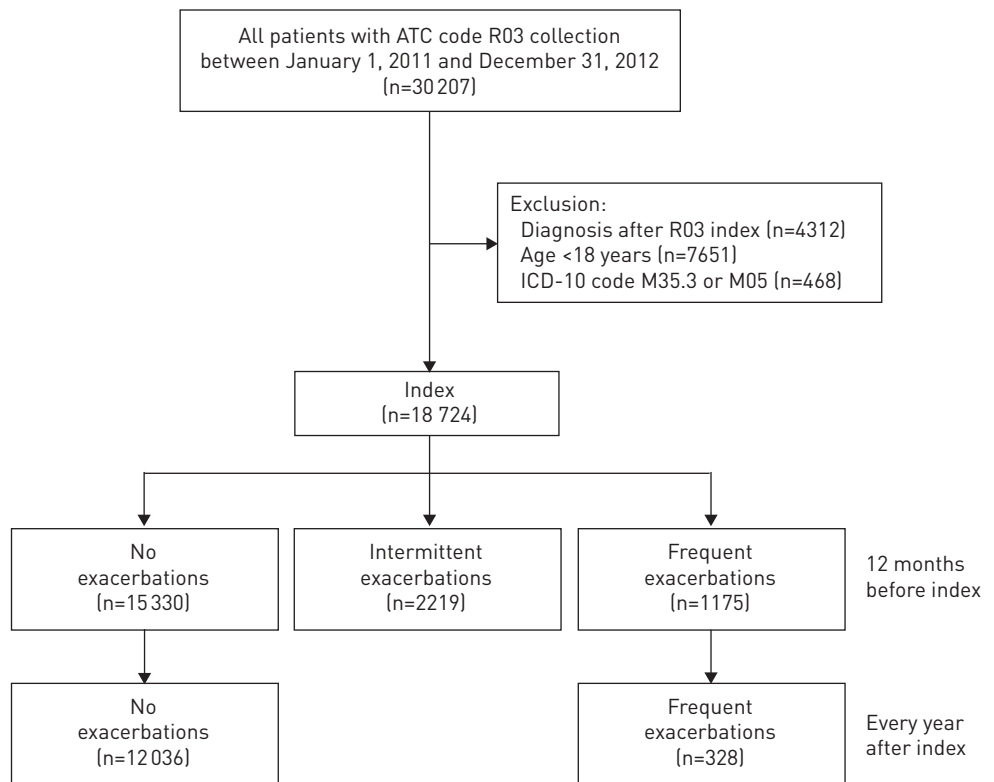 All patients with ATC code R03 collection
between January 1, 2011 and December 31, 2012
(n=30 207)
Exclusion:
Diagnosis after R03 index (n=4312)
Age <18 years (n=7651)
ICD-10 code M35.3 or M05 (n=468)
Index
(n=18 724)
No
exacerbations
(n=15 330)
Intermittent
exacerbations
(n=2219)
Frequent
exacerbations
(n=1175)
12 months
before index
No
exacerbations
(n=12 036)
Frequent
exacerbations
(n=328)
Every year
after index